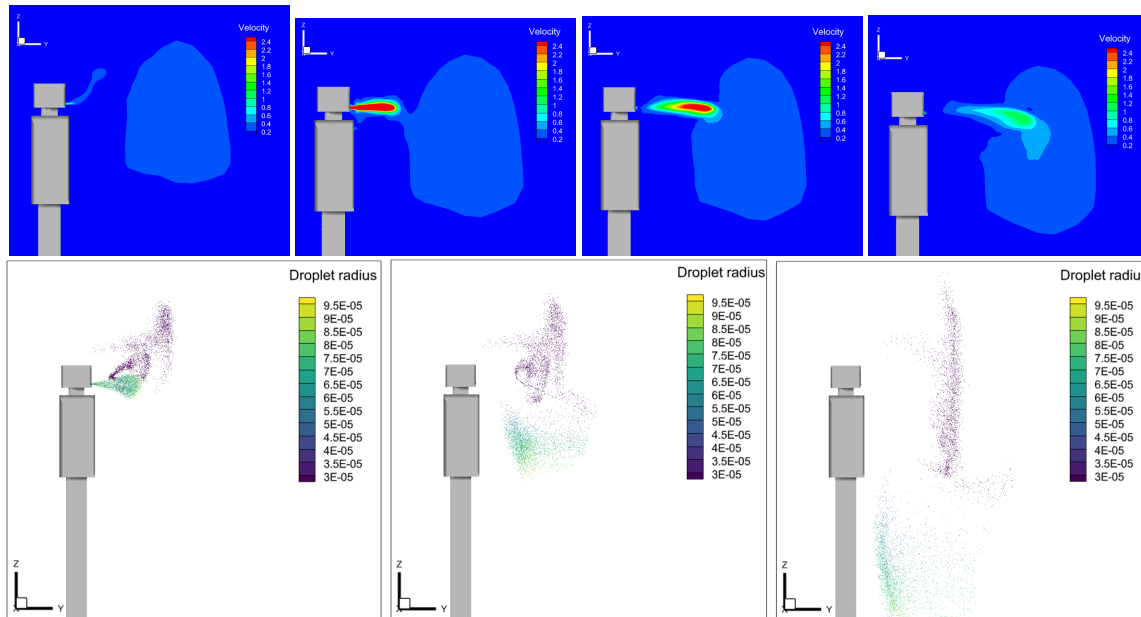 Z
Y
Velocity
2.4
2.2
2
1.8
1.6
1.4
1.2
1
0.8
0.6
0.4
0.2
Z
Y
Velocity
2.4
2.2
2
1.8
1.6
1.4
1.2
1
0.8
0.6
0.4
0.2
Z
Y
Velocity
2.4
2.2
2
1.8
1.6
1.4
1.2
1
0.8
0.6
0.4
0.2
Z
Y
Velocity
2.4
2.2
2
1.8
1.6
1.4
1.2
1
0.8
0.6
0.4
0.2
Droplet radius
9.5E-05
9E-05
8.5E-05
8E-05
7.5E-05
7E-05
6.5E-05
6E-05
5.5E-05
5E-05
4.5E-05
4E-05
3.5E-05
3E-05
Z
X
Y
Droplet radius
9.5E-05
9E-05
8.5E-05
8E-05
7.5E-05
7E-05
6.5E-05
6E-05
5.5E-05
5E-05
4.5E-05
4E-05
3.5E-05
3E-05
Z
X
Y
Droplet radius
9.5E-05
9E-05
8.5E-05
8E-05
7.5E-05
7E-05
6.5E-05
6E-05
5.5E-05
5E-05
4.5E-05
4E-05
3.5E-05
3E-05
Z
X
Y